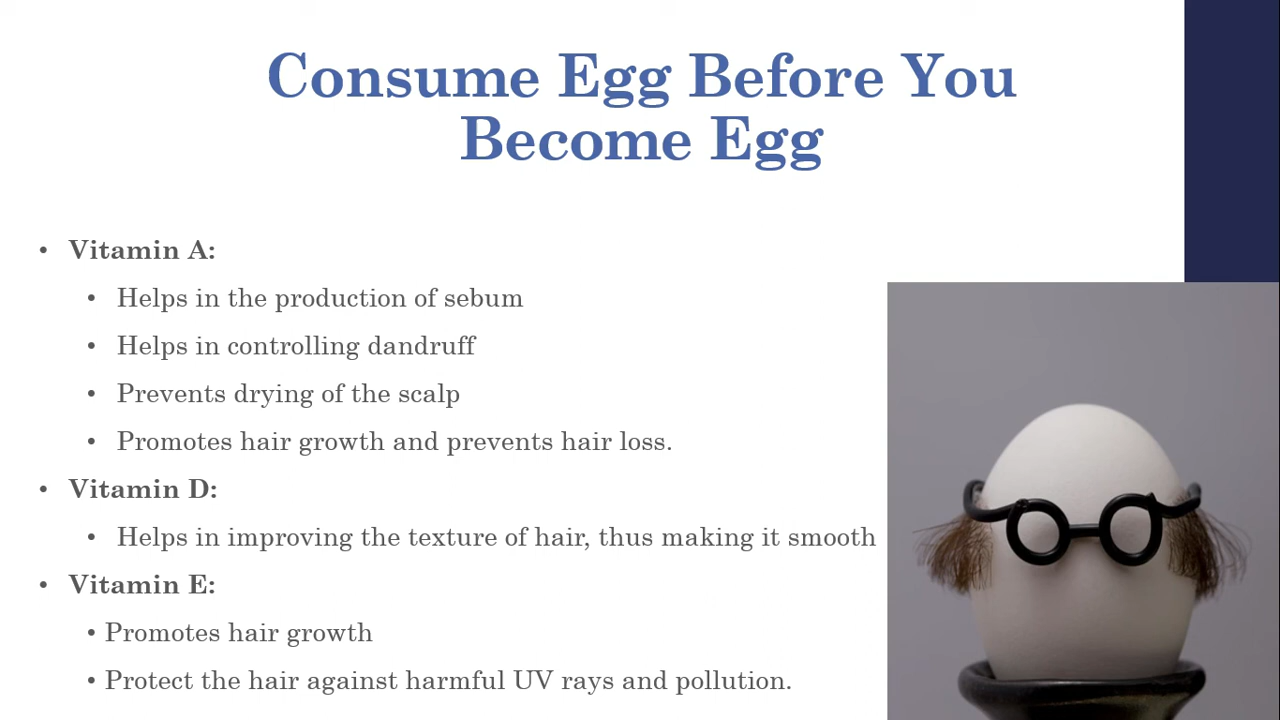 Consume Egg Before You
Become Egg
• Vitamin A:
• Helps in the production of sebum
• Helps in controlling dandruff
• Prevents drying of the scalp
• Promotes hair growth and prevents hair loss.
• Vitamin D:
• Helps in improving the texture of hair, thus making it smooth
• Vitamin E:
• Promotes hair growth
• Protect the hair against harmful UV rays and pollution.